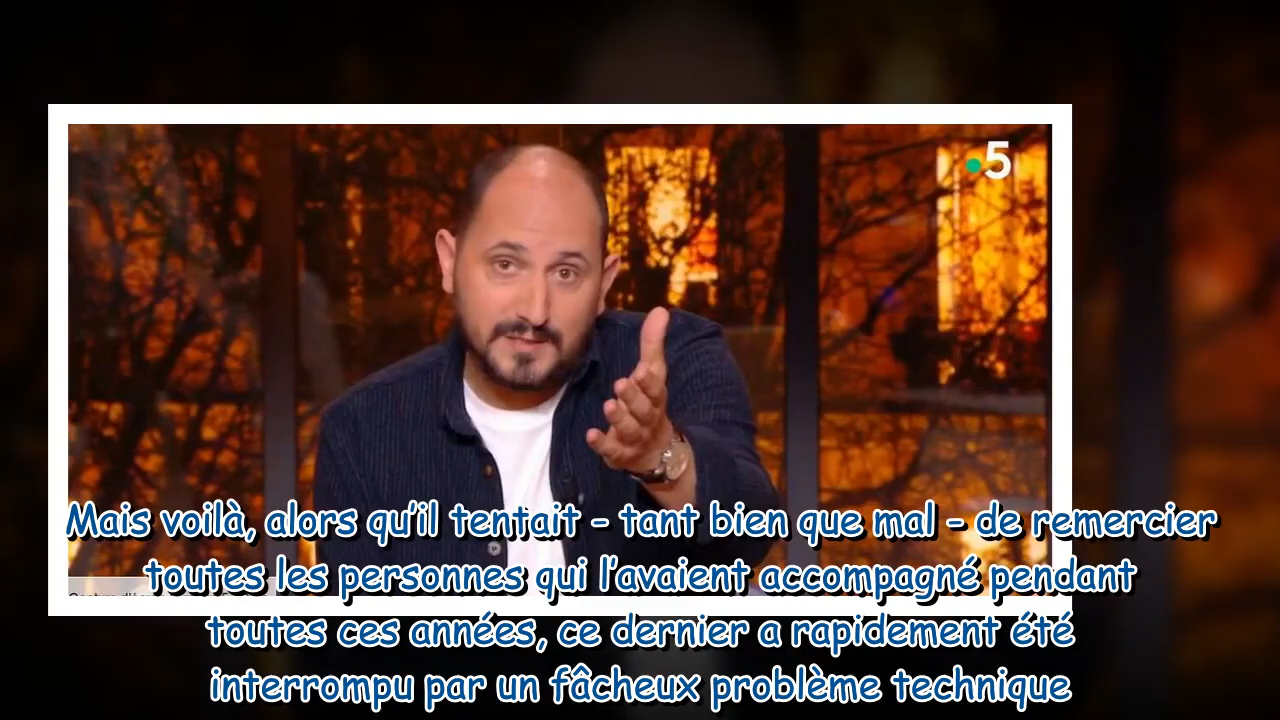 5
Mais voilà, alors qu'il tentait - tant bien que mal - de remercier
toutes les personnes qui l'avaient accompagné pendant
toutes ces années, ce dernier a rapidement été
interrompu par un fâcheux problème technique